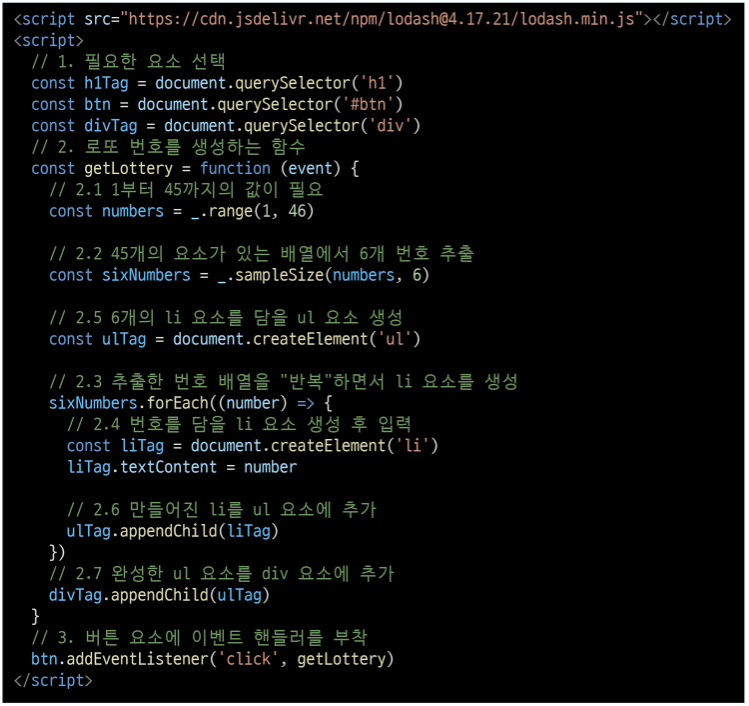 <script src="https://cdn.jsdelivr.net/npm/lodash@4.17.21/lodash.min.js"></script>
<script>
  // 1. 필요한 요소 선택
  const h1Tag = document.querySelector('h1')
  const btn = document.querySelector('#btn')
  const divTag = document.querySelector('div')
  // 2. 로또 번호를 생성하는 함수
  const getLottery = function (event) {
    // 2.1 1부터 45까지의 값이 필요
    const numbers = _.range(1, 46)

    // 2.2 45개의 요소가 있는 배열에서 6개 번호 추출
    const sixNumbers = _.sampleSize(numbers, 6)

    // 2.5 6개의 li 요소를 담을 ul 요소 생성
    const ulTag = document.createElement('ul')

    // 2.3 추출한 번호 배열을 "반복"하면서 li 요소를 생성
    sixNumbers.forEach((number) => {
      // 2.4 번호를 담을 li 요소 생성 후 입력
      const liTag = document.createElement('li')
      liTag.textContent = number

      // 2.6 만들어진 li를 ul 요소에 추가
      ulTag.appendChild(liTag)
    })
    // 2.7 완성한 ul 요소를 div 요소에 추가
    divTag.appendChild(ulTag)
  }
  // 3. 버튼 요소에 이벤트 핸들러를 부착
  btn.addEventListener('click', getLottery)
</script>